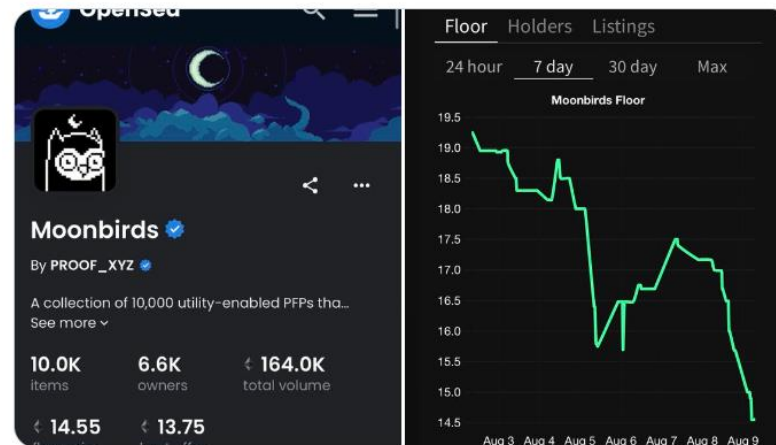 Opensea
Moonbirds
By PROOF_XYZ
A collection of 10,000 utility-enabled PFPs tha...
See more
10.0K
6.6K
164.0K
items
owners
total volume
14.55
13.75
Floor Holders Listings
24 hour 7 day 30 day Max
Moonbirds Floor
19.5
19.0
18.5
18.0
17.5
17.0
16.5
16.0
15.5
15.0
14.5
Aug 3 Aug 4 Aug 5 Aug 6 Aug 7 Aug 8 Aug 9